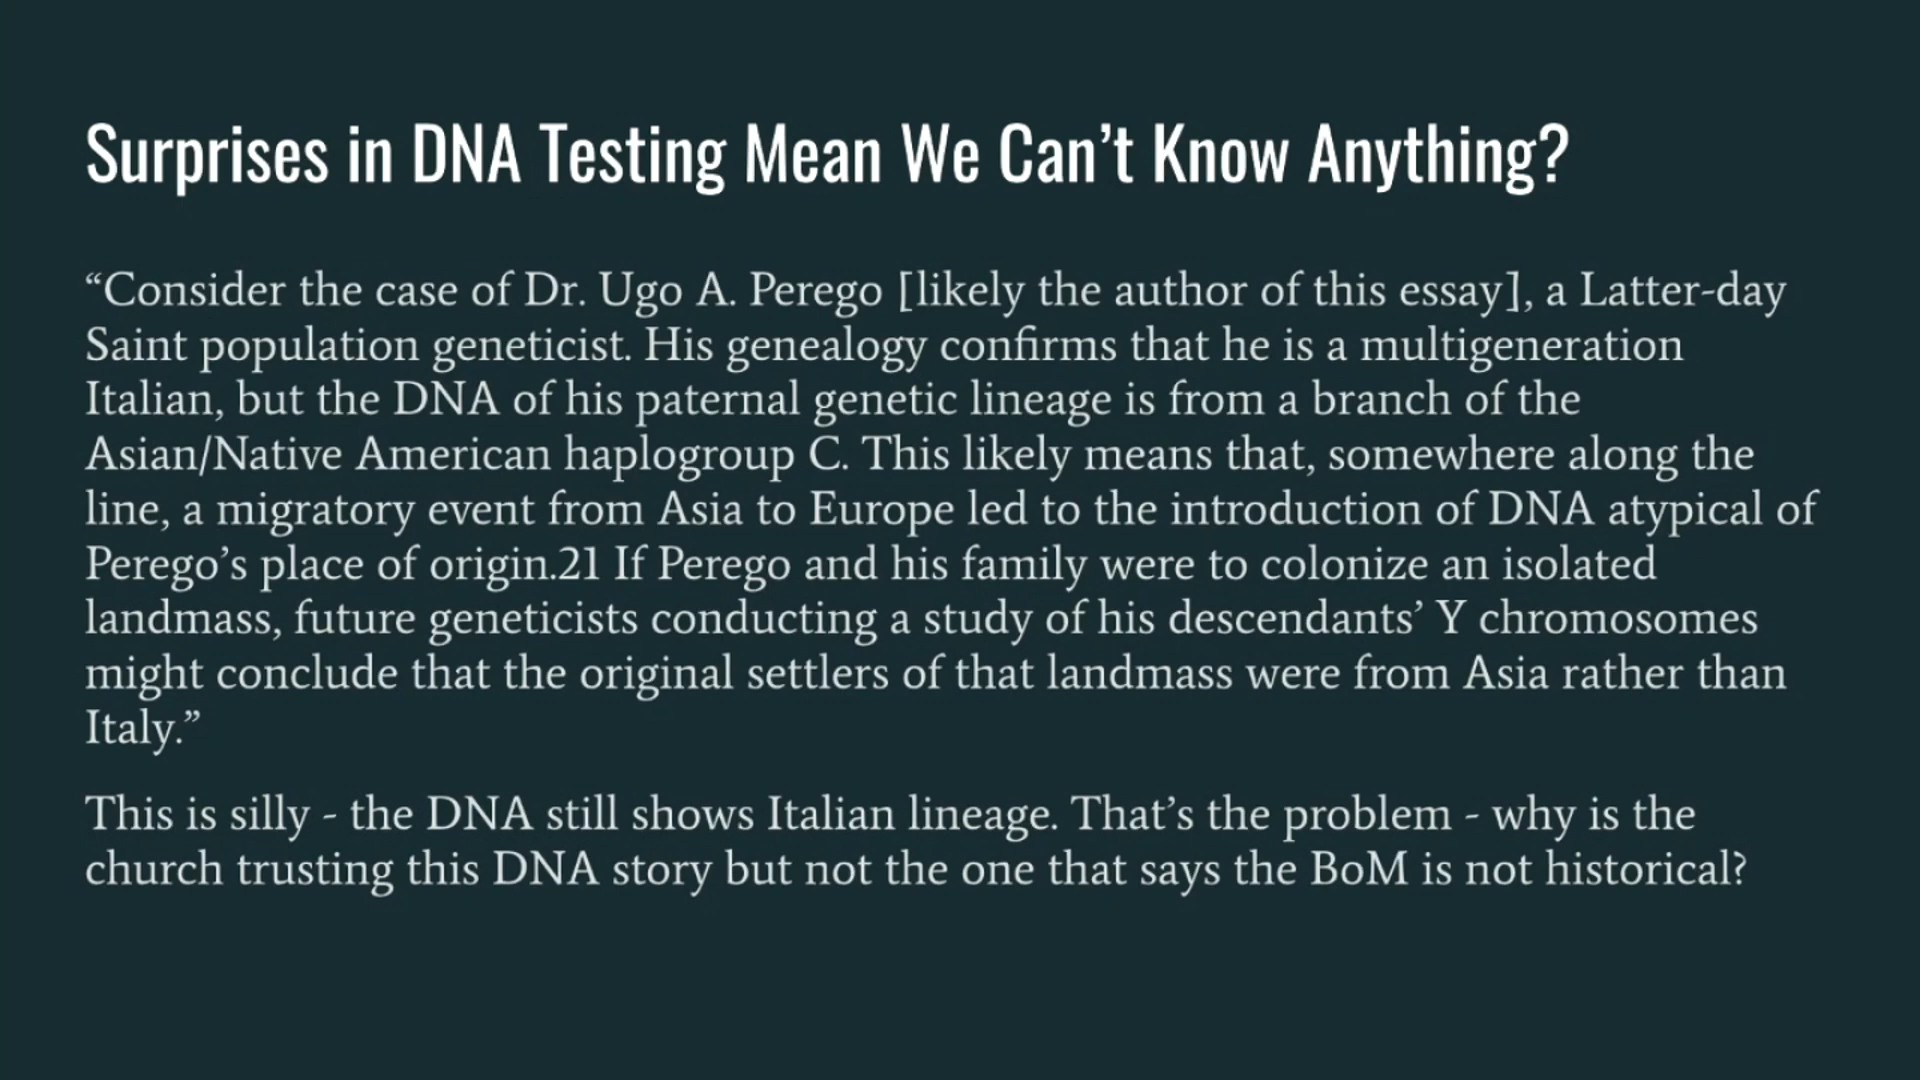 Surprises in DNA Testing Mean We Can’t Know Anything?
“Consider the case of Dr. Ugo A. Perego [likely the author of this essay], a Latter-day
Saint population geneticist. His genealogy confirms that he is a multigeneration
Italian, but the DNA of his paternal genetic lineage is from a branch of the
Asian/Native American haplogroup C. This likely means that, somewhere along the
line, a migratory event from Asia to Europe led to the introduction of DNA atypical of
Perego’s place of origin.21 If Perego and his family were to colonize an isolated
landmass, future geneticists conducting a study of his descendants’ Y chromosomes
might conclude that the original settlers of that landmass were from Asia rather than
Italy.”
This is silly - the DNA still shows Italian lineage. That’s the problem - why is the
church trusting this DNA story but not the one that says the BoM is not historical?